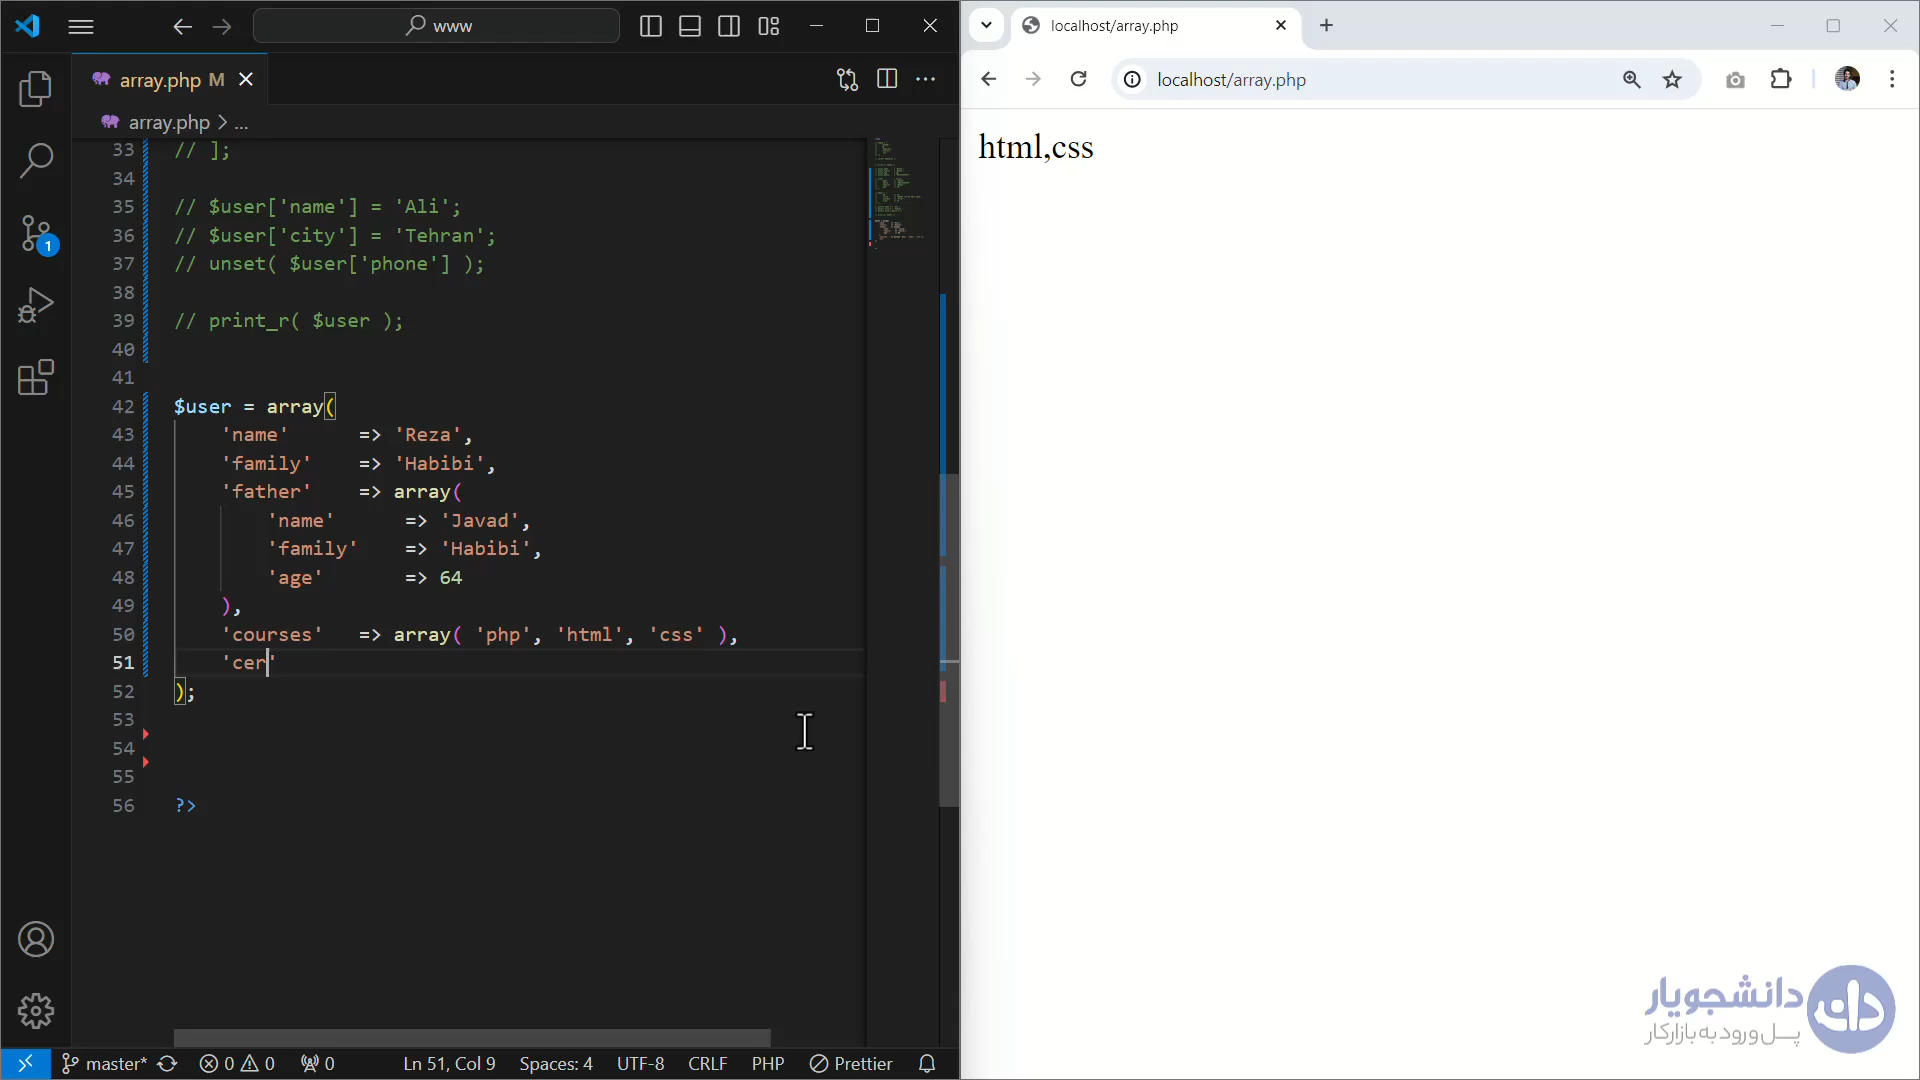 www
array.php M
array.php > ...
33 // ];
34
35 // $user['name'] = 'Ali';
36 // $user['city'] = 'Tehran';
37 // unset( $user['phone'] );
38
39 // print_r( $user );
40
41
42 $user = array(
43 'name' => 'Reza',
44 'family' => 'Habibi',
45 'father' => array(
46 'name' => 'Javad',
47 'family' => 'Habibi',
48 'age' => 64
49 ),
50 'courses' => array( 'php', 'html', 'css' ),
51 'cer'
52 );
53
54
55
56 ?>
1
master* 0 0 0 Ln 51, Col 9 Spaces: 4 UTF-8 CRLF PHP Prettier
localhost/array.php
localhost/array.php
html,css
دانشجویار
پل ورود به بازار کار